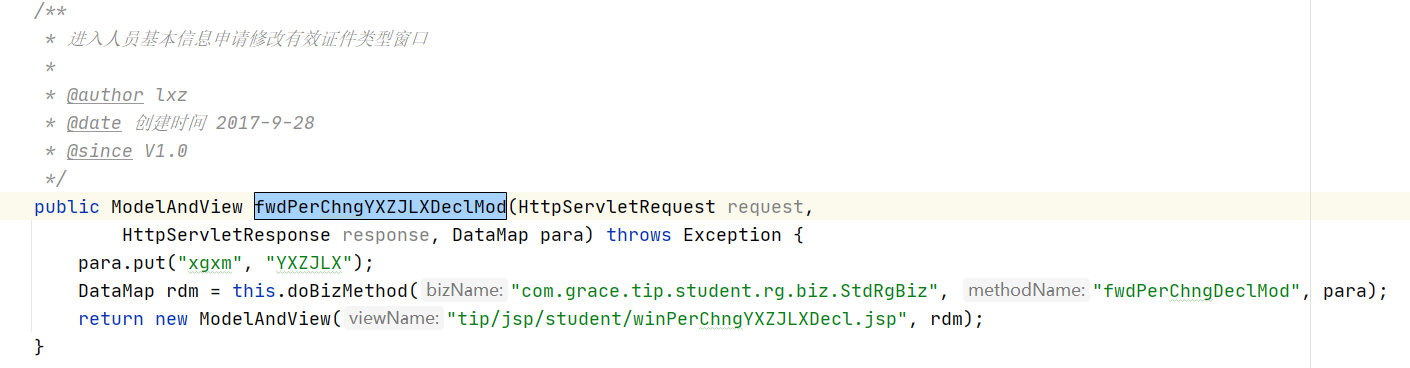 /**
 * 进入人员基本信息申请修改有效证件类型窗口
 *
 * @author lxz
 * @date 创建时间 2017-9-28
 * @since V1.0
 */
public ModelAndView fwdPerChngYXZJLXDeclMod(HttpServletRequest request,
        HttpServletResponse response, DataMap para) throws Exception {
    para.put("xgxm", "YXZJLX");
    DataMap rdm = this.doBizMethod( bizName: "com.grace.tip.student.rg.biz.StdRgBiz", methodName: "fwdPerChngDeclMod", para);
    return new ModelAndView( viewName: "tip/jsp/student/winPerChngYXZJLXDecl.jsp", rdm);
}